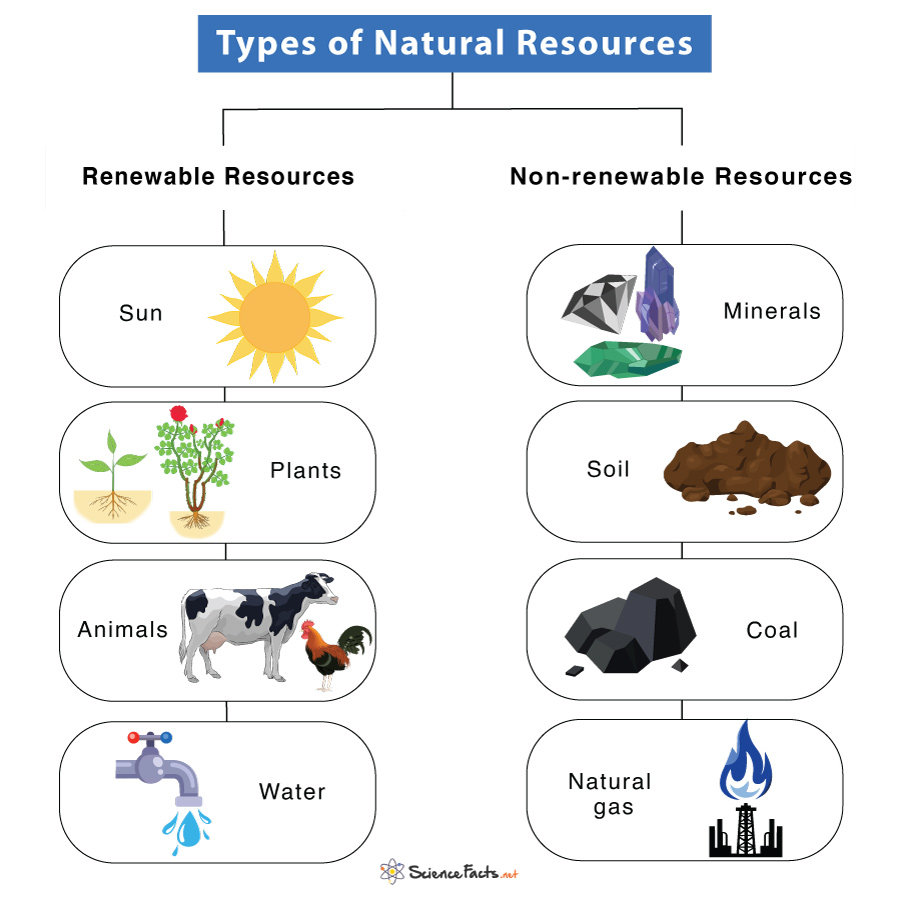 Types of Natural Resources
Renewable Resources
Non-renewable Resources
Sun
Minerals
Plants
Soil
Animals
Coal
Water
Natural
gas
ScienceFacts.net